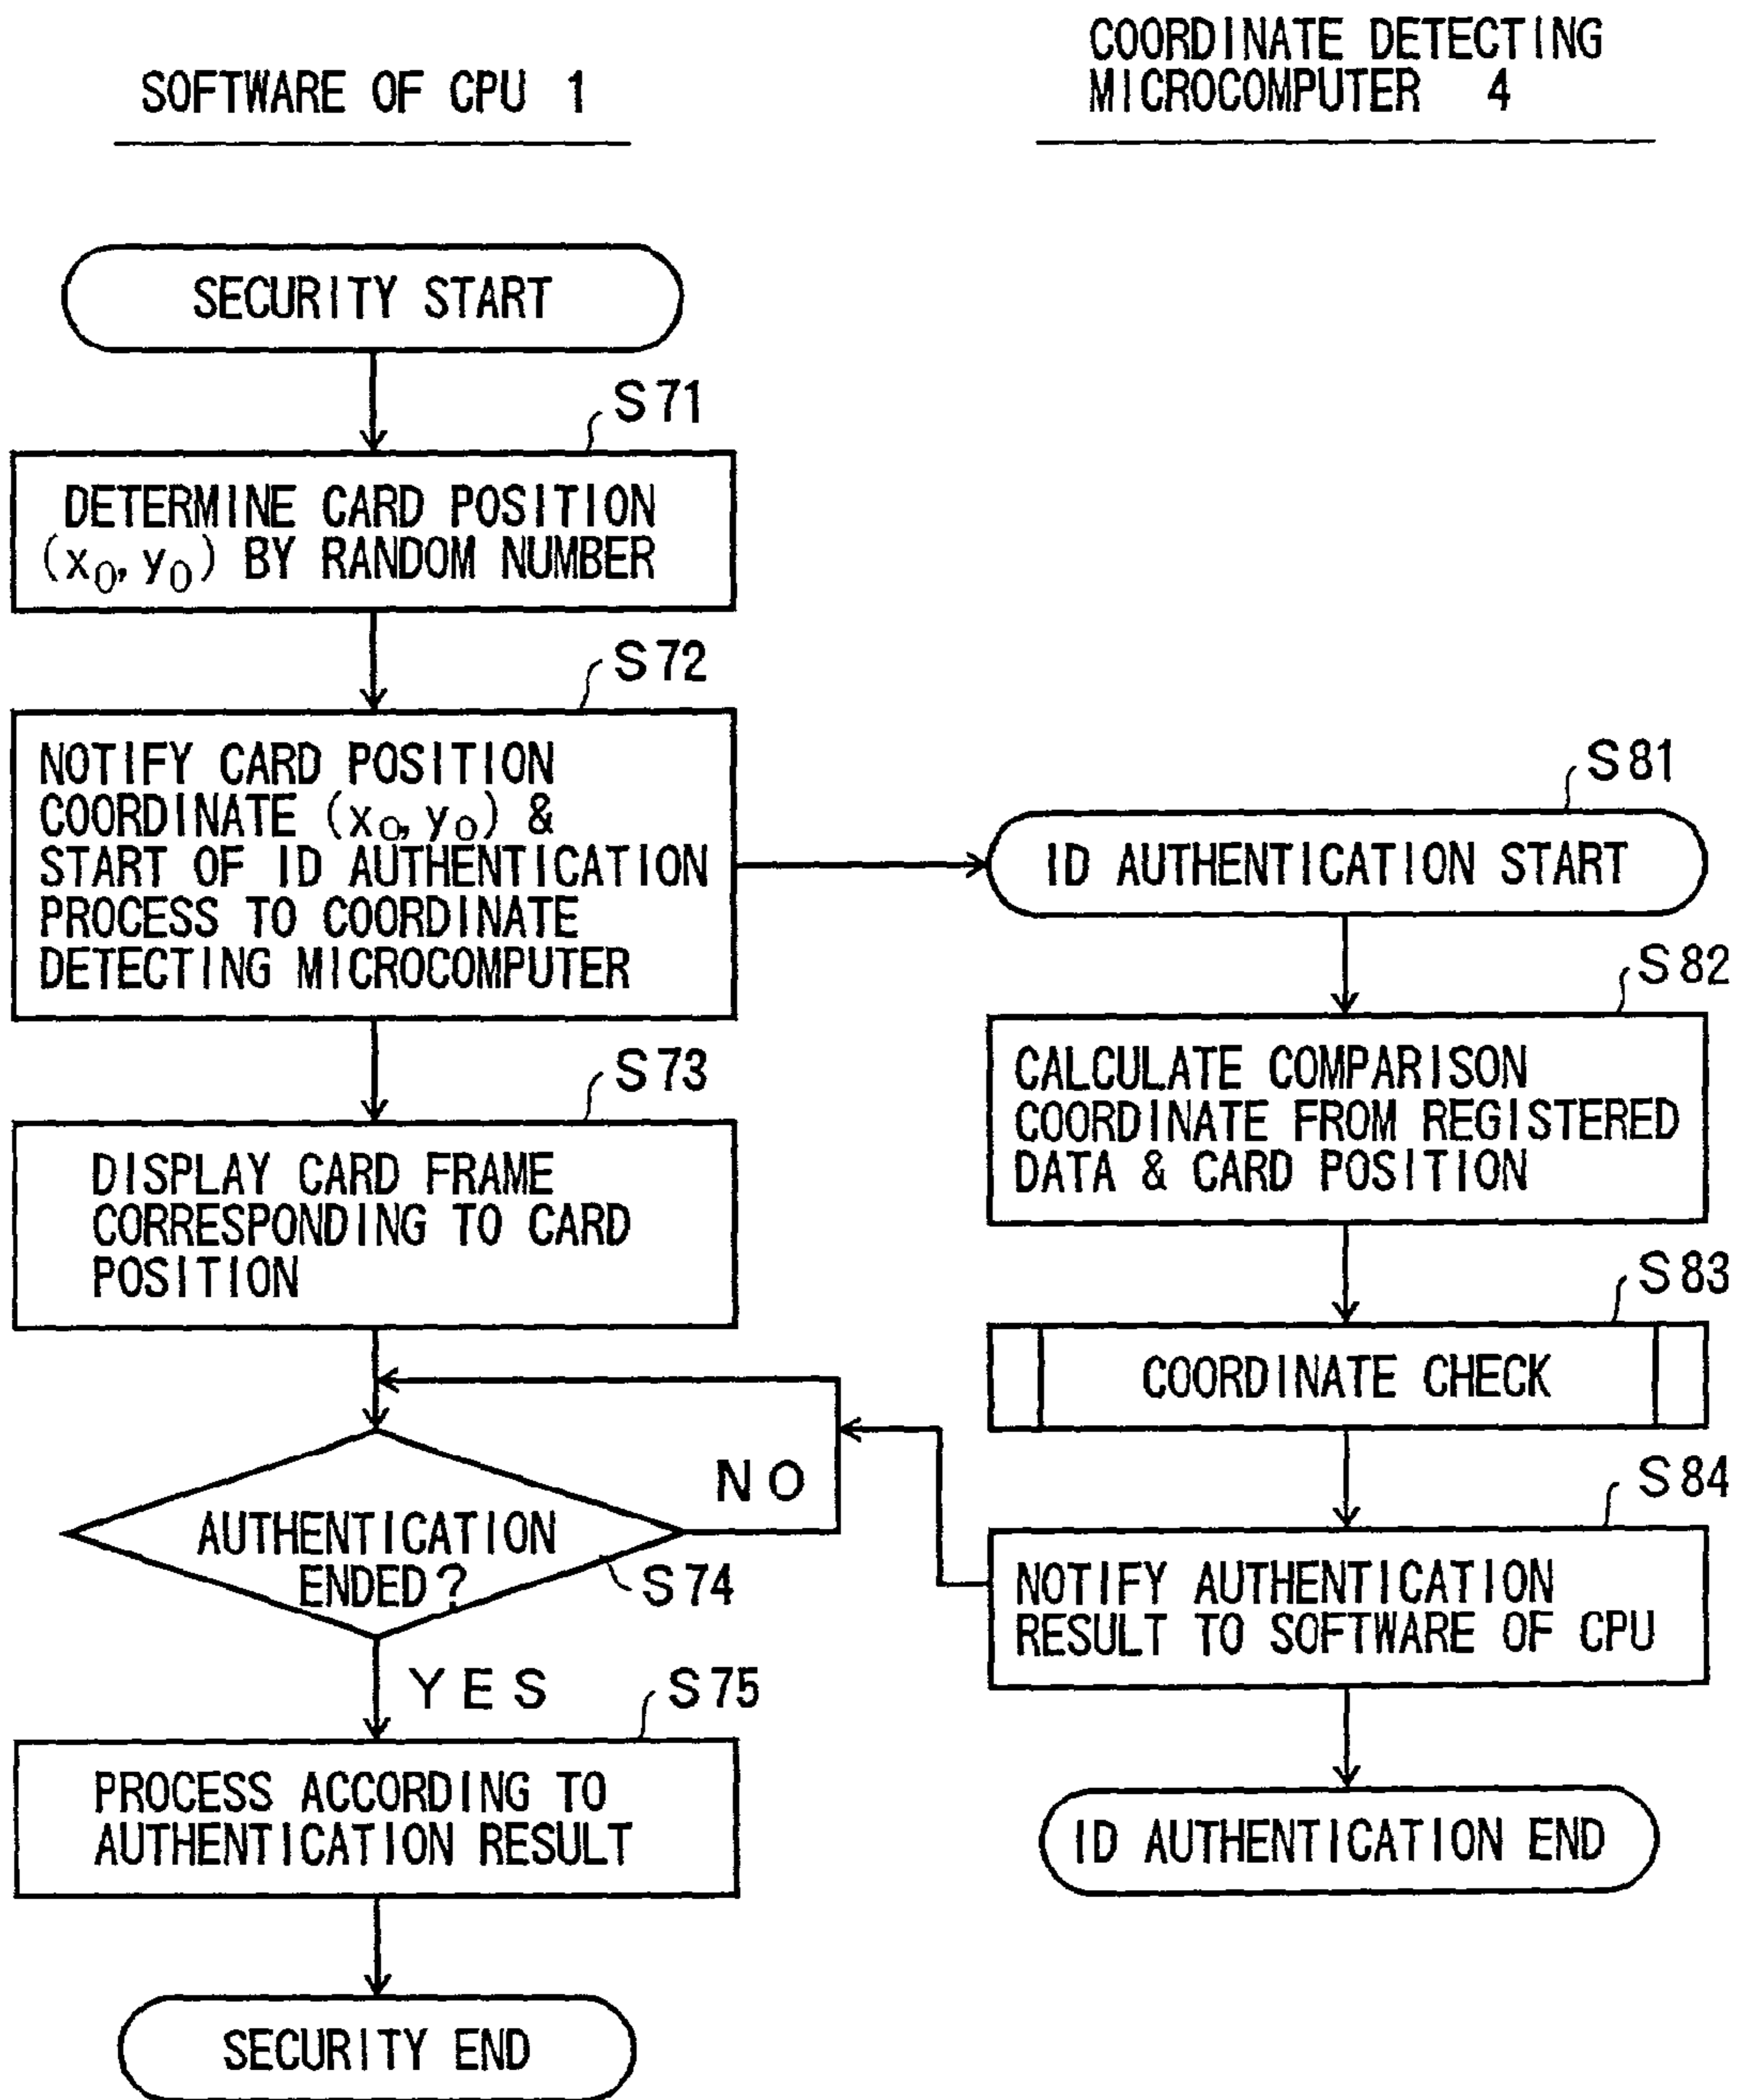 SOFTWARE OF CPU 1
COORDINATE DETECTING
MICROCOMPUTER 4
SECURITY START
S71
DETERMINE CARD POSITION
(x₀, y₀) BY RANDOM NUMBER
S72
NOTIFY CARD POSITION
COORDINATE (x₀, y₀) &
START OF ID AUTHENTICATION
PROCESS TO COORDINATE
DETECTING MICROCOMPUTER
S73
DISPLAY CARD FRAME
CORRESPONDING TO CARD
POSITION
NO
AUTHENTICATION
ENDED?
S74
YES
S75
PROCESS ACCORDING TO
AUTHENTICATION RESULT
SECURITY END
S81
ID AUTHENTICATION START
S82
CALCULATE COMPARISON
COORDINATE FROM REGISTERED
DATA & CARD POSITION
S83
COORDINATE CHECK
S84
NOTIFY AUTHENTICATION
RESULT TO SOFTWARE OF CPU
ID AUTHENTICATION END